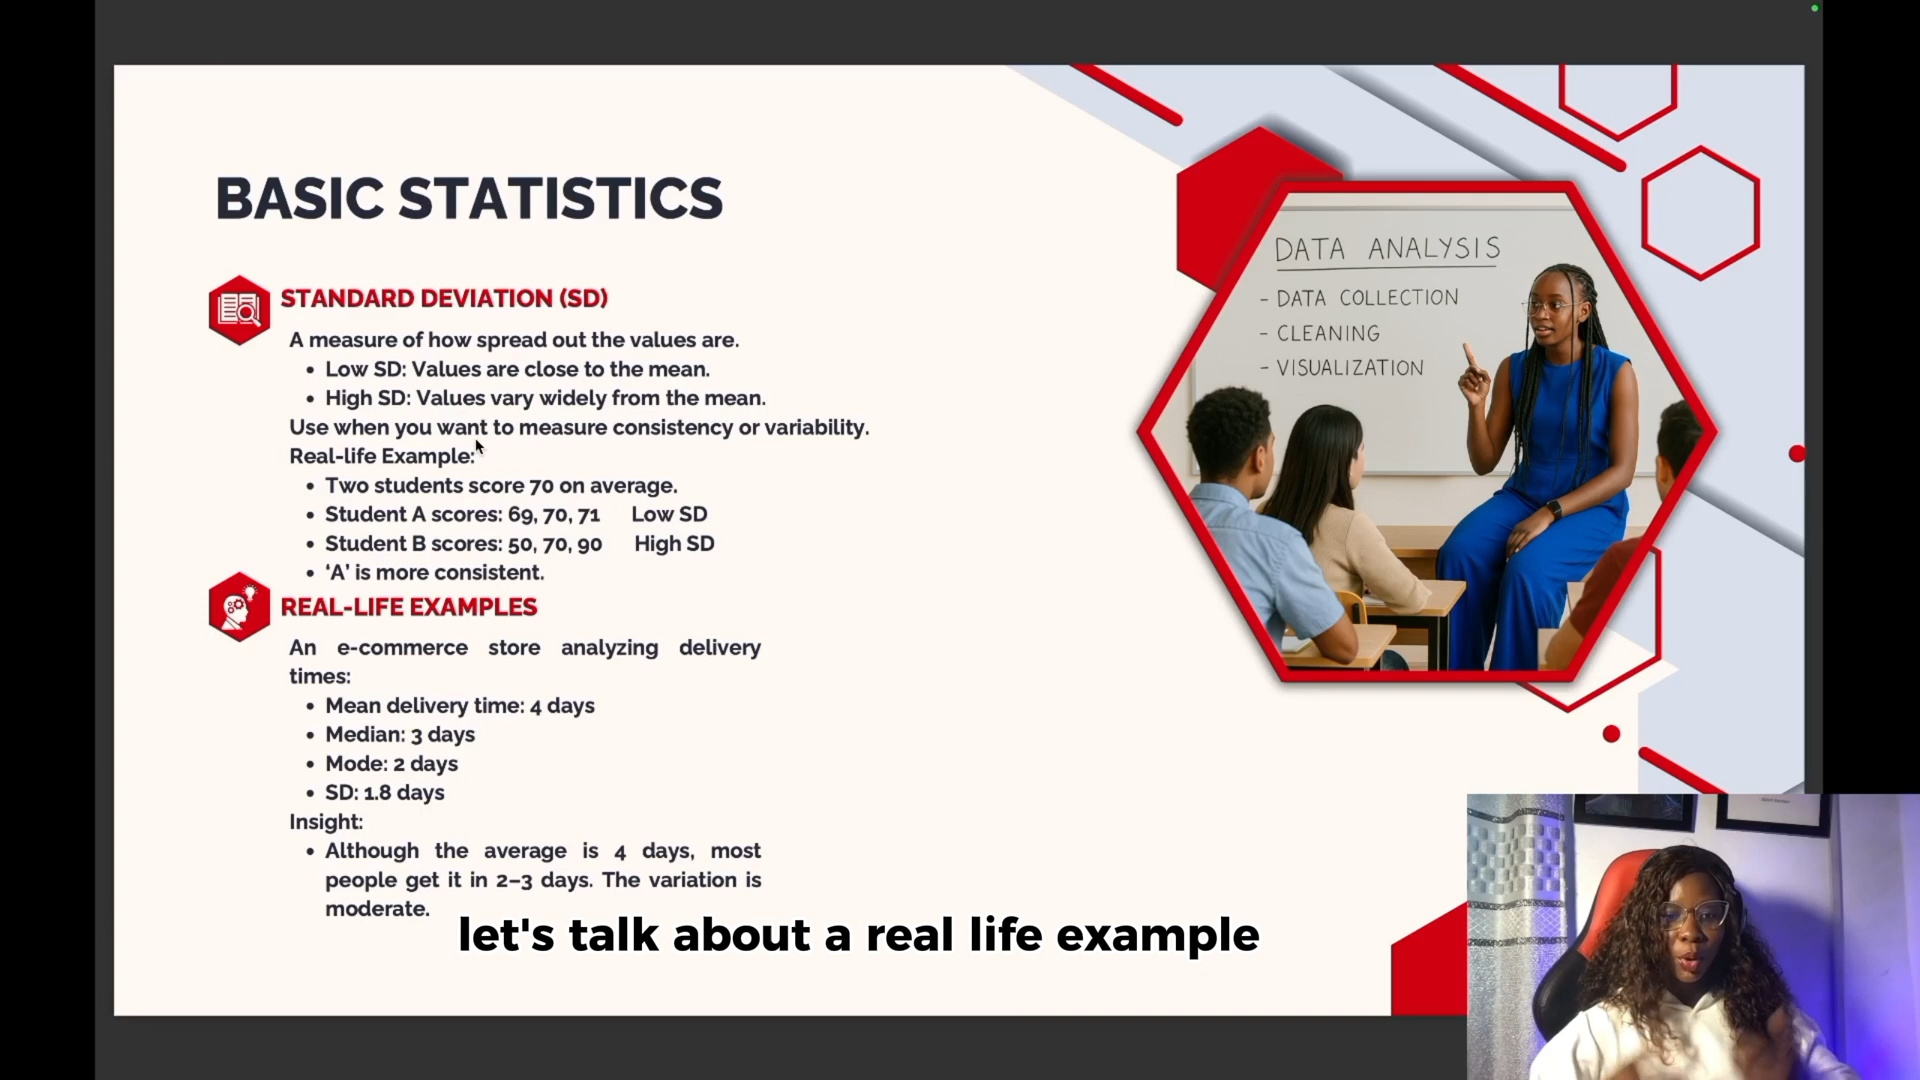 BASIC STATISTICS
STANDARD DEVIATION (SD)
A measure of how spread out the values are.
• Low SD: Values are close to the mean.
• High SD: Values vary widely from the mean.
Use when you want to measure consistency or variability.
Real-life Example:
• Two students score 70 on average.
• Student A scores: 69, 70, 71 Low SD
• Student B scores: 50, 70, 90 High SD
• ‘A’ is more consistent.
REAL-LIFE EXAMPLES
An e-commerce store analyzing delivery
times:
• Mean delivery time: 4 days
• Median: 3 days
• Mode: 2 days
• SD: 1.8 days
Insight:
• Although the average is 4 days, most
people get it in 2–3 days. The variation is
moderate.
DATA ANALYSIS
- DATA COLLECTION
- CLEANING
- VISUALIZATION
let's talk about a real life example